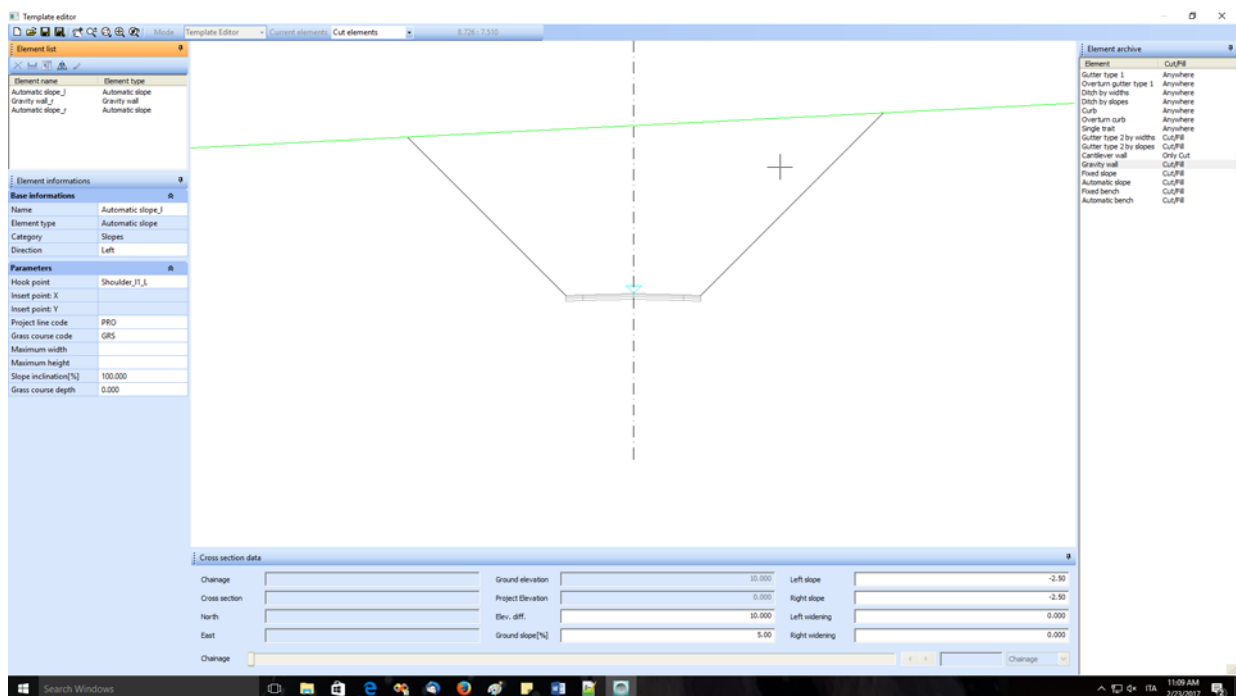 Template editor
Mode Template Editor Current elements: Cut elements 8.726 ; 7.510
Element list
Element name Element type
Automatic slope_l Automatic slope
Gravity wall_r Gravity wall
Automatic slope_r Automatic slope
Element informations
Base informations
Name Automatic slope_l
Element type Automatic slope
Category Slopes
Direction Left
Parameters
Hook point Shoulder_l1_L
Insert point: X
Insert point: Y
Project line code PRO
Grass course code GRS
Maximum width
Maximum height
Slope inclination[%] 100.000
Grass course depth 0.000
Element archive
Element Cut/Fill
Gutter type 1 Anywhere
Overturn gutter type 1 Anywhere
Ditch by widths Anywhere
Ditch by slopes Anywhere
Curb Anywhere
Overturn curb Anywhere
Single trait Anywhere
Gutter type 2 by widths Cut/Fill
Gutter type 2 by slopes Cut/Fill
Cantilever wall Only Cut
Gravity wall Cut/Fill
Fixed slope Cut/Fill
Automatic slope Cut/Fill
Fixed bench Cut/Fill
Automatic bench Cut/Fill
Cross section data
Chainage Ground elevation 10.000 Left slope -2.50
Cross section Project Elevation 0.000 Right slope -2.50
North Elev. diff. 10.000 Left widening 0.000
East Ground slope[%] 5.00 Right widening 0.000
Chainage Chainage
Search Windows ITA 11:09 AM
2/23/2017